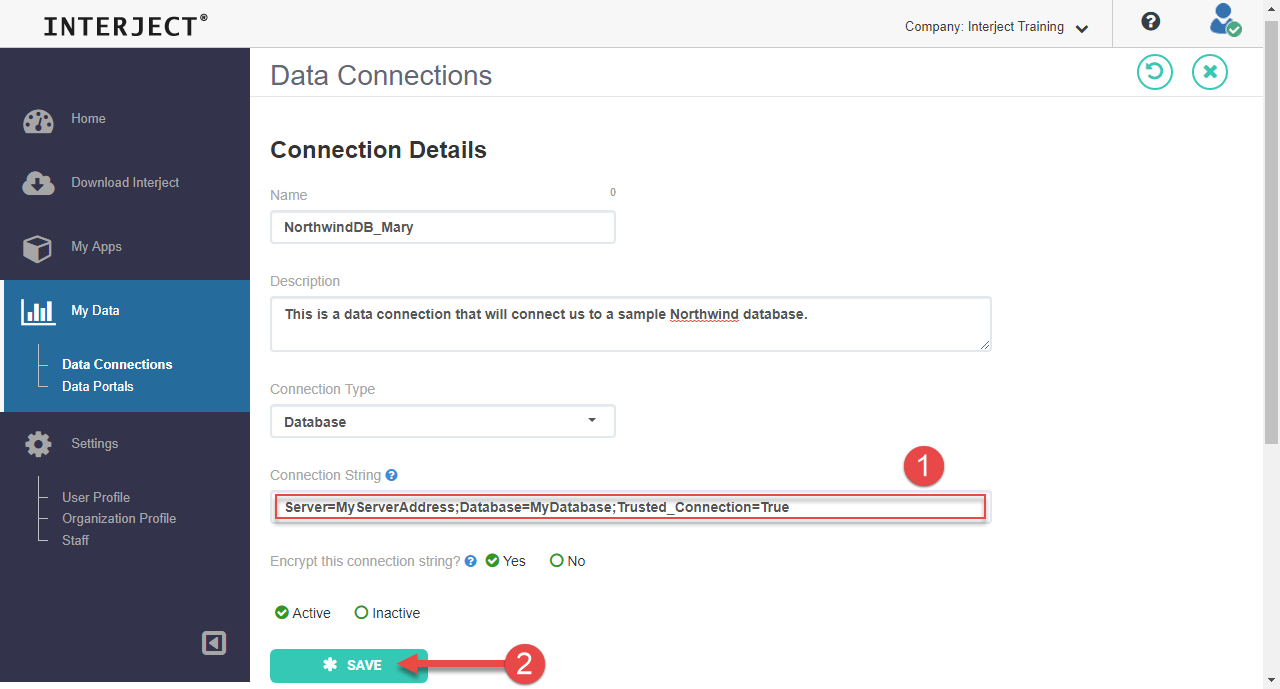 INTERJECT®
Company: Interject Training
Data Connections
Home
Download Interject
My Apps
My Data
Data Connections
Data Portals
Settings
User Profile
Organization Profile
Staff
Connection Details
Name 0
NorthwindDB_Mary
Description
This is a data connection that will connect us to a sample Northwind database.
Connection Type
Database
Connection String ?
1
Server=MyServerAddress;Database=MyDatabase;Trusted_Connection=True
Encrypt this connection string? ? Yes No
Active Inactive
SAVE
2